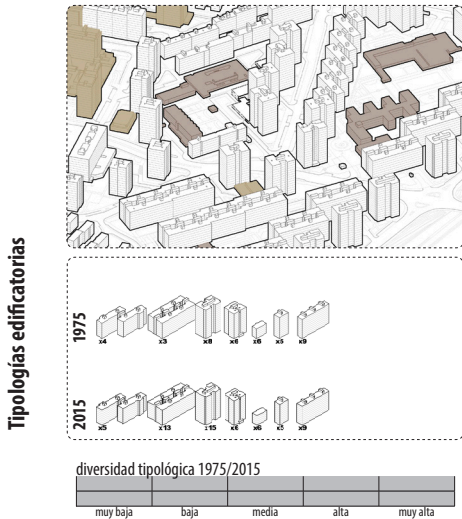 Tipologías edificatorias
1975
x4 x3 x8 x6 x6 x5 x9
2015
x5 x13 x15 x6 x6 x5 x9
diversidad tipológica 1975/2015
muy baja baja media alta muy alta